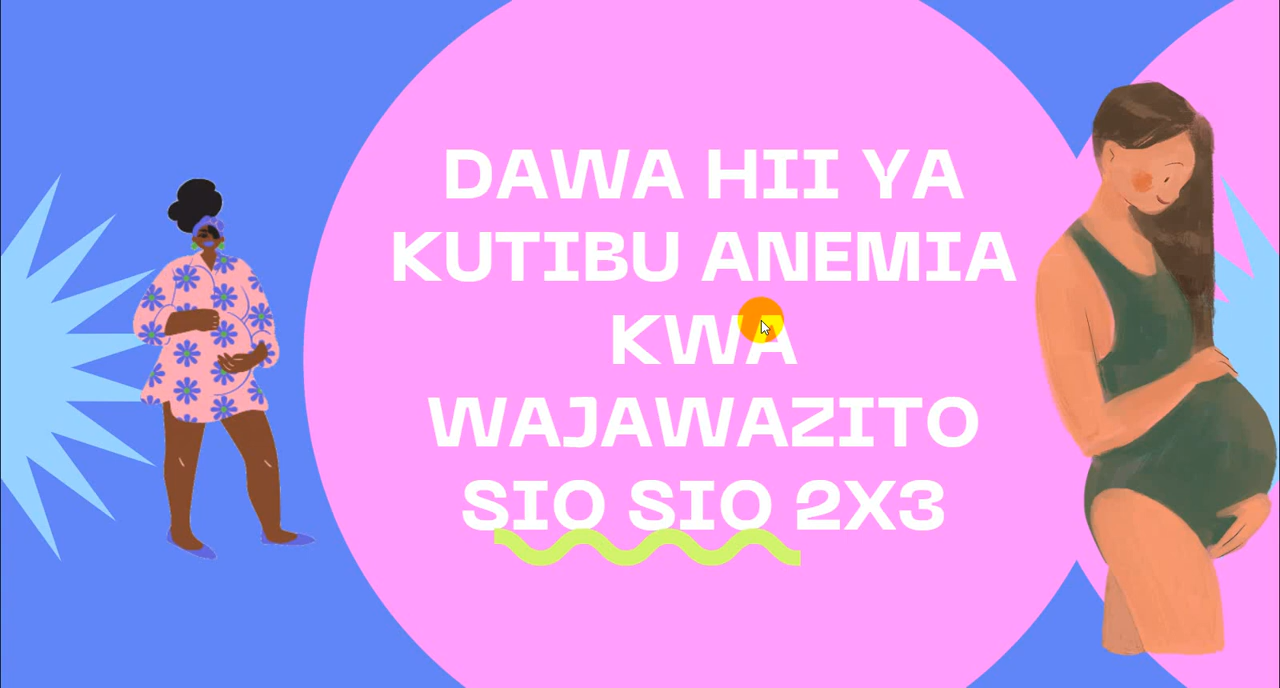 DAWA HII YA
KUTIBU ANEMIA
KWA
WAJAWAZITO
SIO SIO 2X3